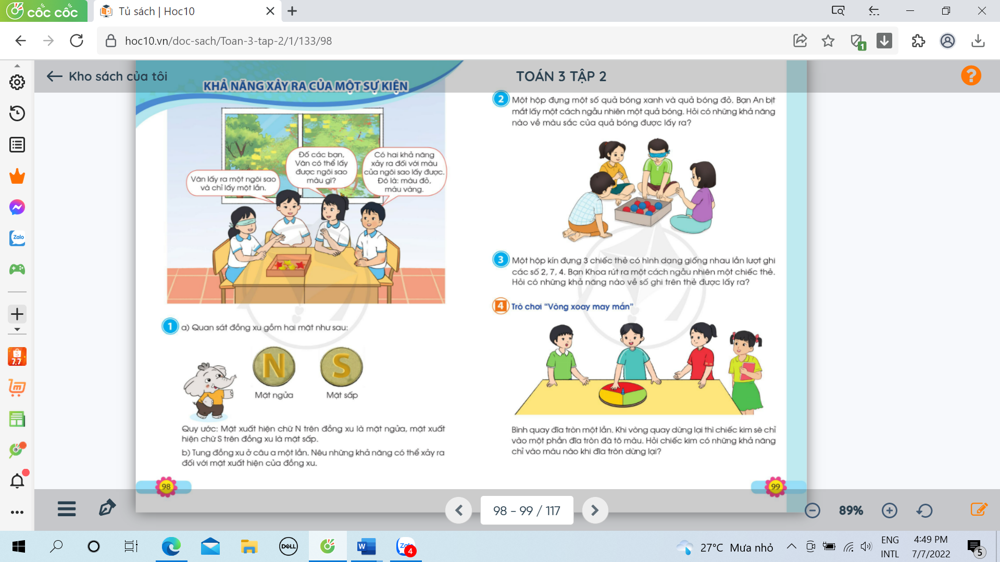 cốc cốc
Tủ sách | Hoc10
hoc10.vn/doc-sach/Toan-3-tap-2/1/133/98
1
Kho sách của tôi
TOÁN 3 TẬP 2
KHẢ NĂNG XẢY RA CỦA MỘT SỰ KIỆN
Vân lấy ra một ngôi sao
và chỉ lấy một lần.
Đố các bạn,
Vân có thể lấy
được ngôi sao
màu gì?
Có hai khả năng
xảy ra đối với màu
của ngôi sao lấy được.
Đó là: màu đỏ,
màu vàng.
1 a) Quan sát đồng xu gồm hai mặt như sau:
N S
Mặt ngửa Mặt sấp
Quy ước: Mặt xuất hiện chữ N trên đồng xu là mặt ngửa, mặt xuất
hiện chữ S trên đồng xu là mặt sấp.
b) Tung đồng xu ở câu a một lần. Nêu những khả năng có thể xảy ra
đối với mặt xuất hiện của đồng xu.
98
2 Một hộp đựng một số quả bóng xanh và quả bóng đỏ. Bạn An bịt
mắt lấy một cách ngẫu nhiên một quả bóng. Hỏi có những khả năng
nào về màu sắc của quả bóng được lấy ra?
3 Một hộp kín đựng 3 chiếc thẻ có hình dạng giống nhau lần lượt ghi
các số 2, 7, 4. Bạn Khoa rút ra một cách ngẫu nhiên một chiếc thẻ.
Hỏi có những khả năng nào về số ghi trên thẻ được lấy ra?
4 Trò chơi “Vòng xoay may mắn”
Bình quay đĩa tròn một lần. Khi vòng quay dừng lại thì chiếc kim sẽ chỉ
vào một phần đĩa tròn đã tô màu. Hỏi chiếc kim có những khả năng
chỉ vào màu nào khi đĩa tròn dừng lại?
99
Zalo
7.7
98 - 99 / 117
89%
DELL
W
4
27°C Mưa nhỏ
ENG
INTL
4:49 PM
7/7/2022
5